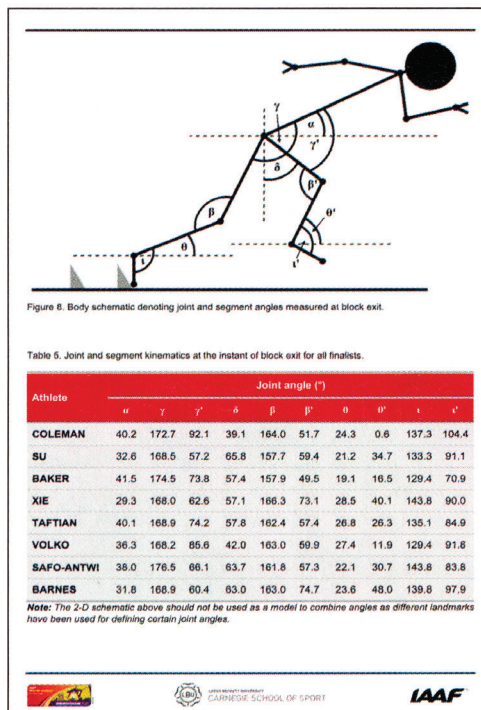 γ
α
γ'
δ
β'
β
θ'
θ
ι
ι'
Figure 6. Body schematic denoting joint and segment angles measured at block exit.
Table 5. Joint and segment kinematics at the instant of block exit for all finalists.
Athlete Joint angle (°)
α γ γ' δ β β' θ θ' ι ι'
COLEMAN 40.2 172.7 92.1 39.1 164.0 51.7 24.3 0.6 137.3 104.4
SU 32.6 168.5 57.2 65.8 157.7 59.4 21.2 34.7 133.3 91.1
BAKER 41.5 174.5 73.8 57.4 157.9 49.5 19.1 16.5 129.4 70.9
XIE 29.3 168.0 62.6 57.1 166.3 73.1 28.5 40.1 143.8 90.0
TAFTIAN 40.1 168.9 74.2 57.8 162.4 57.4 26.8 26.3 135.1 84.9
VOLKO 36.3 168.2 85.6 42.0 163.0 59.9 27.4 11.9 129.4 91.8
SAFO-ANTWI 38.0 176.5 66.1 63.7 161.8 57.3 22.1 30.7 143.8 83.8
BARNES 31.8 168.9 60.4 63.0 163.0 74.7 23.6 48.0 139.8 97.9
Note: The 2-D schematic above should not be used as a model to combine angles as different landmarks
have been used for defining certain joint angles.
LBU
CARNEGIE SCHOOL OF SPORT
IAAF